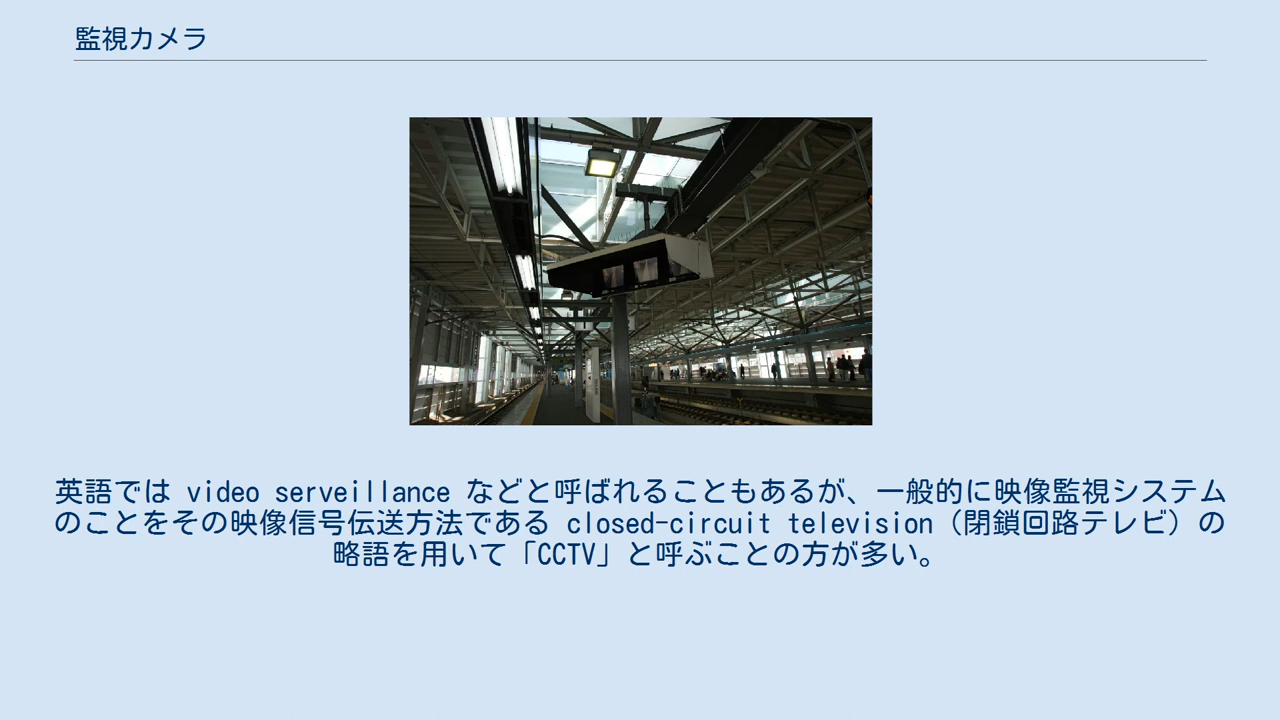 監視カメラ
英語では video serveillance などと呼ばれることもあるが、一般的に映像監視システム
のことをその映像信号伝送方法である closed-circuit television（閉鎖回路テレビ）の
略語を用いて「CCTV」と呼ぶことの方が多い。